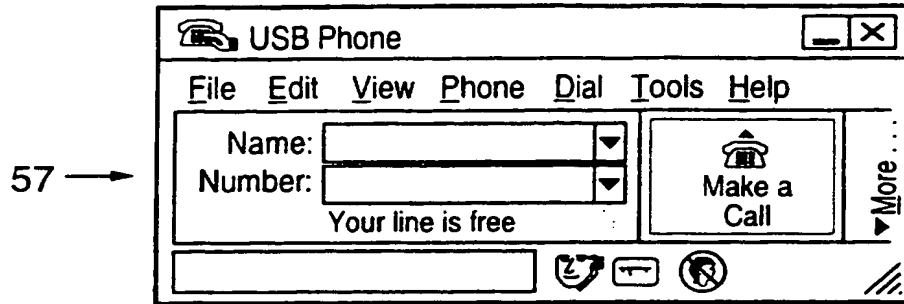 USB Phone
File Edit View Phone Dial Tools Help
Name:
Number:
Your line is free
Make a
Call
More...
57